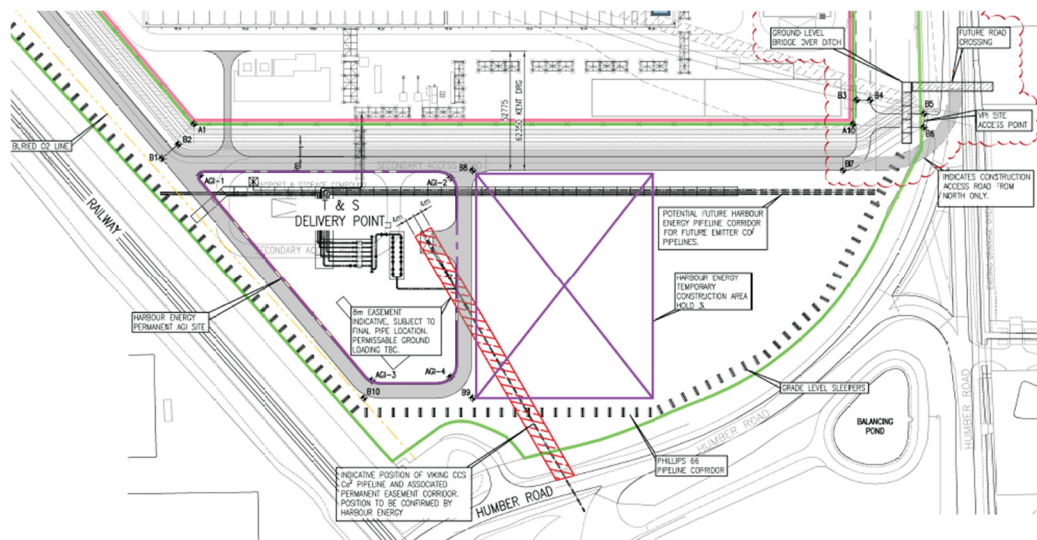 GROUND LEVEL
BRIDGE OVER DITCH
FUTURE ROAD
CROSSING
52775
62350 KENT DRG
B3
B4
B5
B6
VPI SITE
ACCESS POINT
A1
A10
B2
B1
BURIED O2 LINE
SECONDARY ACCESS ROAD
B8
B7
INDICATES CONSTRUCTION
ACCESS ROAD FROM
NORTH ONLY.
AGI-1
AGI-2
T & S
DELIVERY POINT
4m
4m
RAILWAY
POTENTIAL FUTURE HARBOUR
ENERGY PIPELINE CORRIDOR
FOR FUTURE EMITTER CO²
PIPELINES.
HARBOUR ENERGY
TEMPORARY
CONSTRUCTION AREA
HOLD 3
HARBOUR ENERGY
PERMANENT AGI SITE
8m EASEMENT
INDICATIVE, SUBJECT TO
FINAL PIPE LOCATION.
PERMISSABLE GROUND
LOADING TBC.
AGI-3
AGI-4
B10
B9
GRADE LEVEL SLEEPERS
HUMBER ROAD
HUMBER ROAD
BALANCING
POND
PHILLIPS 66
PIPELINE CORRIDOR
INDICATIVE POSITION OF VIKING CCS
Co² PIPELINE AND ASSOCIATED
PERMANENT EASEMENT CORRIDOR.
POSITION TO BE CONFIRMED BY
HARBOUR ENERGY
HUMBER ROAD